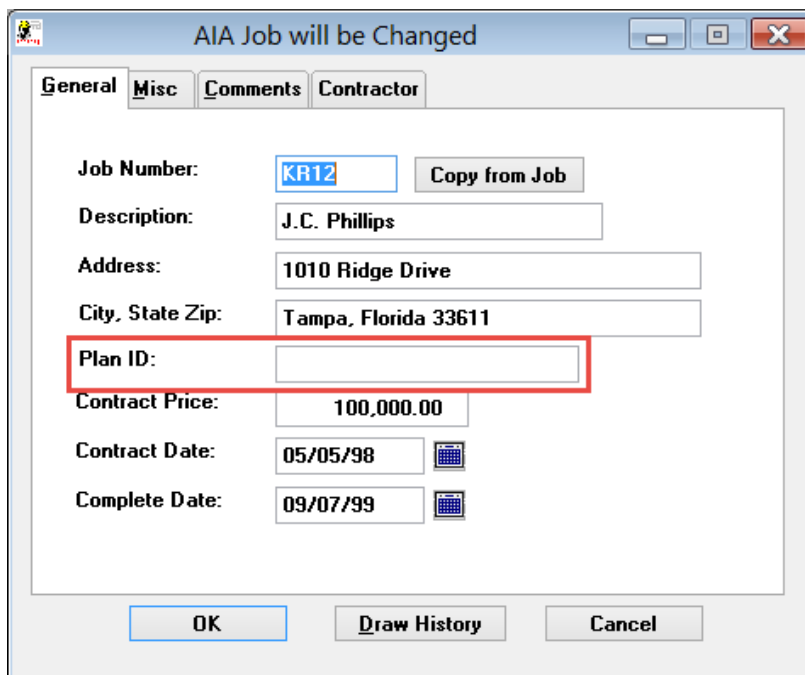 AIA Job will be Changed
General Misc Comments Contractor
Job Number: KR12 Copy from Job
Description: J.C. Phillips
Address: 1010 Ridge Drive
City, State Zip: Tampa, Florida 33611
Plan ID:
Contract Price: 100,000.00
Contract Date: 05/05/98
Complete Date: 09/07/99
OK Draw History Cancel